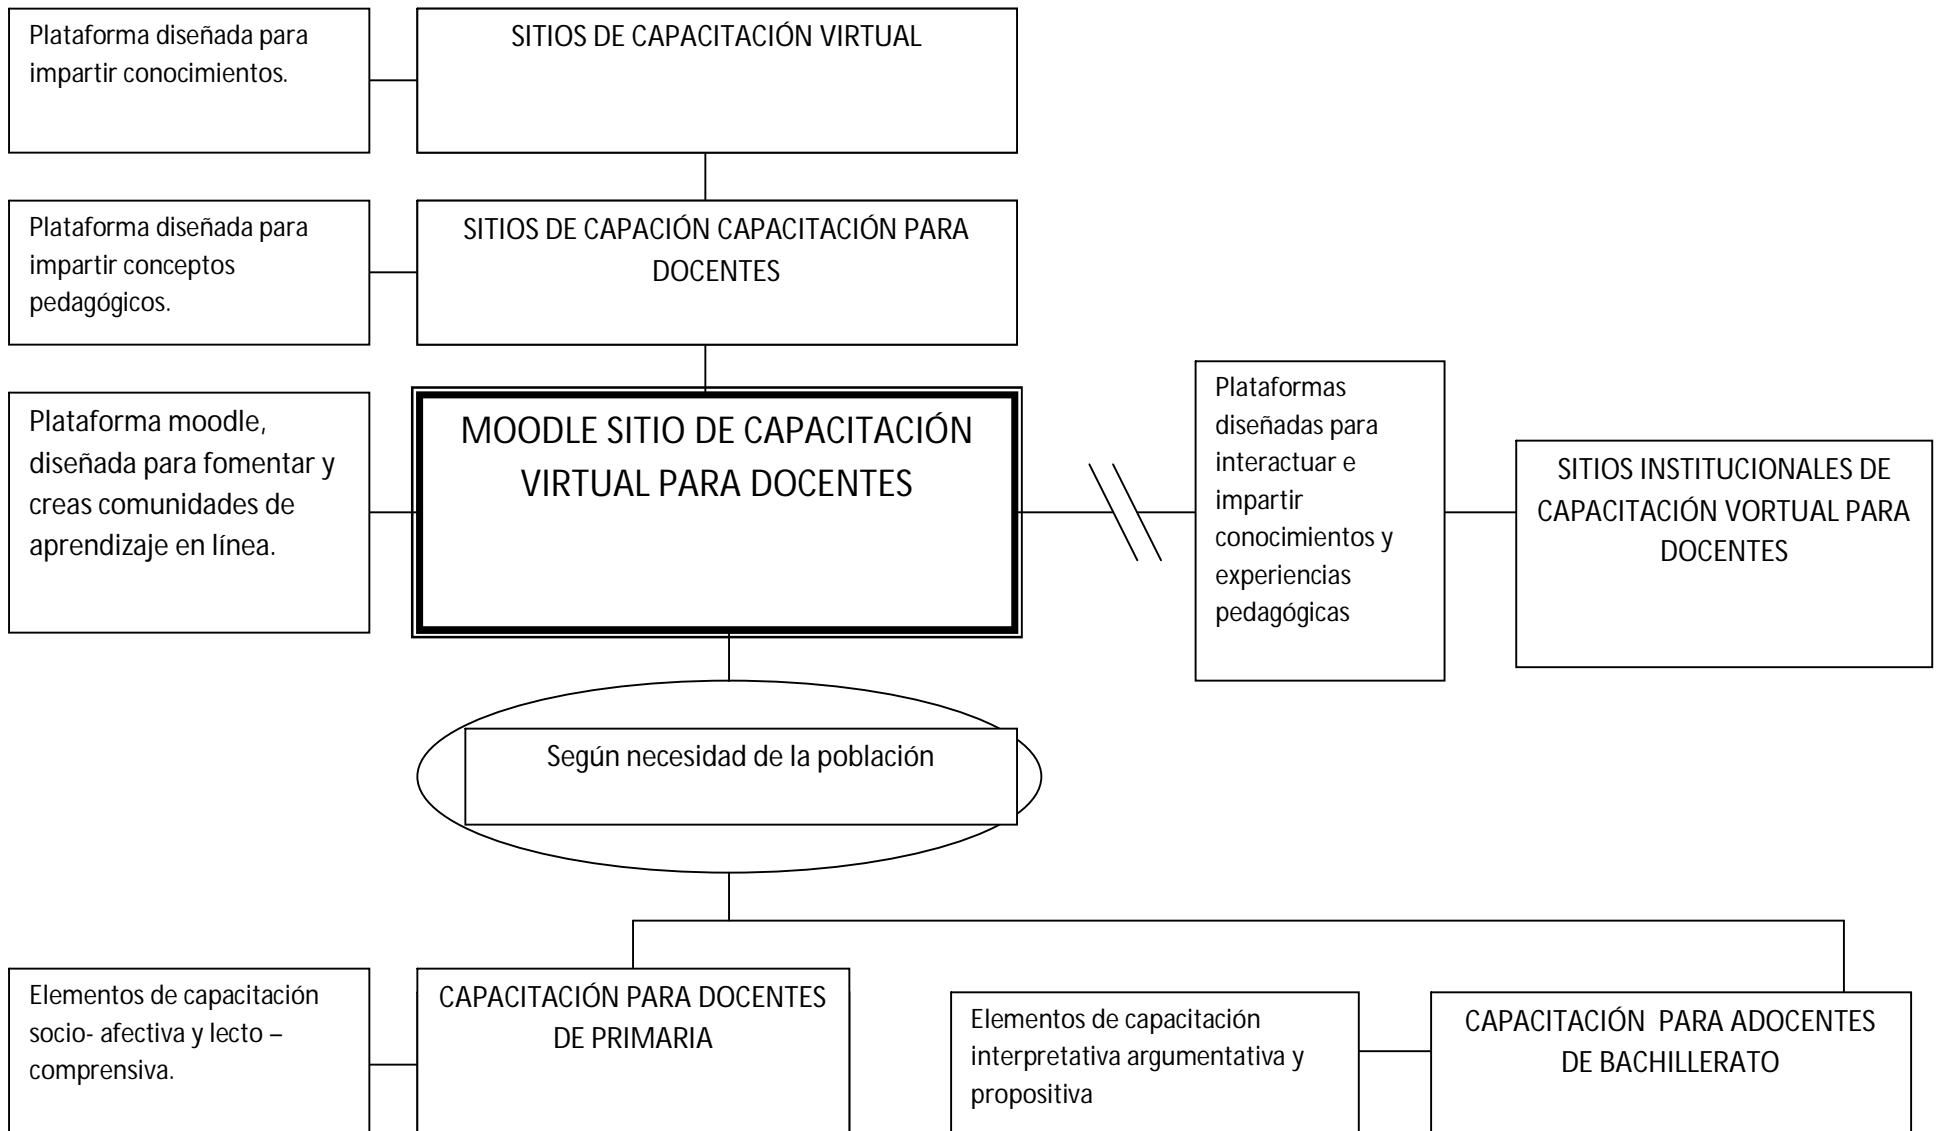 Plataforma diseñada para
impartir conocimientos.
SITIOS DE CAPACITACIÓN VIRTUAL
Plataforma diseñada para
impartir conceptos
pedagógicos.
SITIOS DE CAPACIÓN CAPACITACIÓN PARA
DOCENTES
Plataforma moodle,
diseñada para fomentar y
creas comunidades de
aprendizaje en línea.
MOODLE SITIO DE CAPACITACIÓN
VIRTUAL PARA DOCENTES
Plataformas
diseñadas para
interactuar e
impartir
conocimientos y
experiencias
pedagógicas
SITIOS INSTITUCIONALES DE
CAPACITACIÓN VORTUAL PARA
DOCENTES
Según necesidad de la población
Elementos de capacitación
socio- afectiva y lecto –
comprensiva.
CAPACITACIÓN PARA DOCENTES
DE PRIMARIA
Elementos de capacitación
interpretativa argumentativa y
propositiva
CAPACITACIÓN  PARA ADOCENTES
DE BACHILLERATO